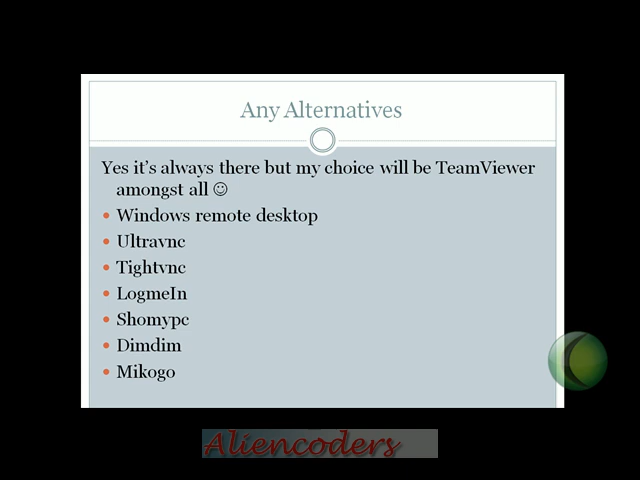 Any Alternatives
Yes it's always there but my choice will be TeamViewer
amongst all ☺
• Windows remote desktop
• Ultravnc
• Tightvnc
• LogmeIn
• Shomypc
• Dimdim
• Mikogo
Aliencoders